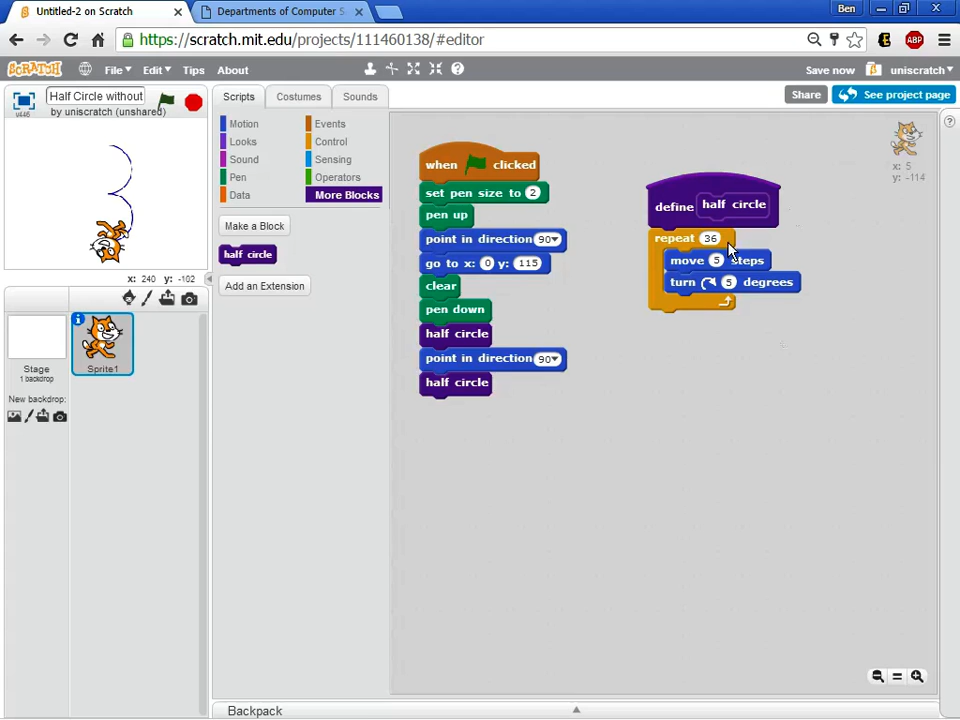 Untitled-2 on Scratch
Departments of Computer S
Ben
https://scratch.mit.edu/projects/111460138/#editor
ABP
SCRATCH
File
Edit
Tips
About
Save now
uniscratch
Half Circle without
by uniscratch (unshared)
v446
Scripts
Costumes
Sounds
Share
See project page
Motion
Looks
Sound
Pen
Data
Events
Control
Sensing
Operators
More Blocks
Make a Block
half circle
Add an Extension
x: 240 y: -102
Stage
1 backdrop
Sprite1
New backdrop:
when clicked
set pen size to 2
pen up
point in direction 90
go to x: 0 y: 115
clear
pen down
half circle
point in direction 90
half circle
define half circle
repeat 36
move 5 steps
turn 5 degrees
x: 5
y: -114
Backpack